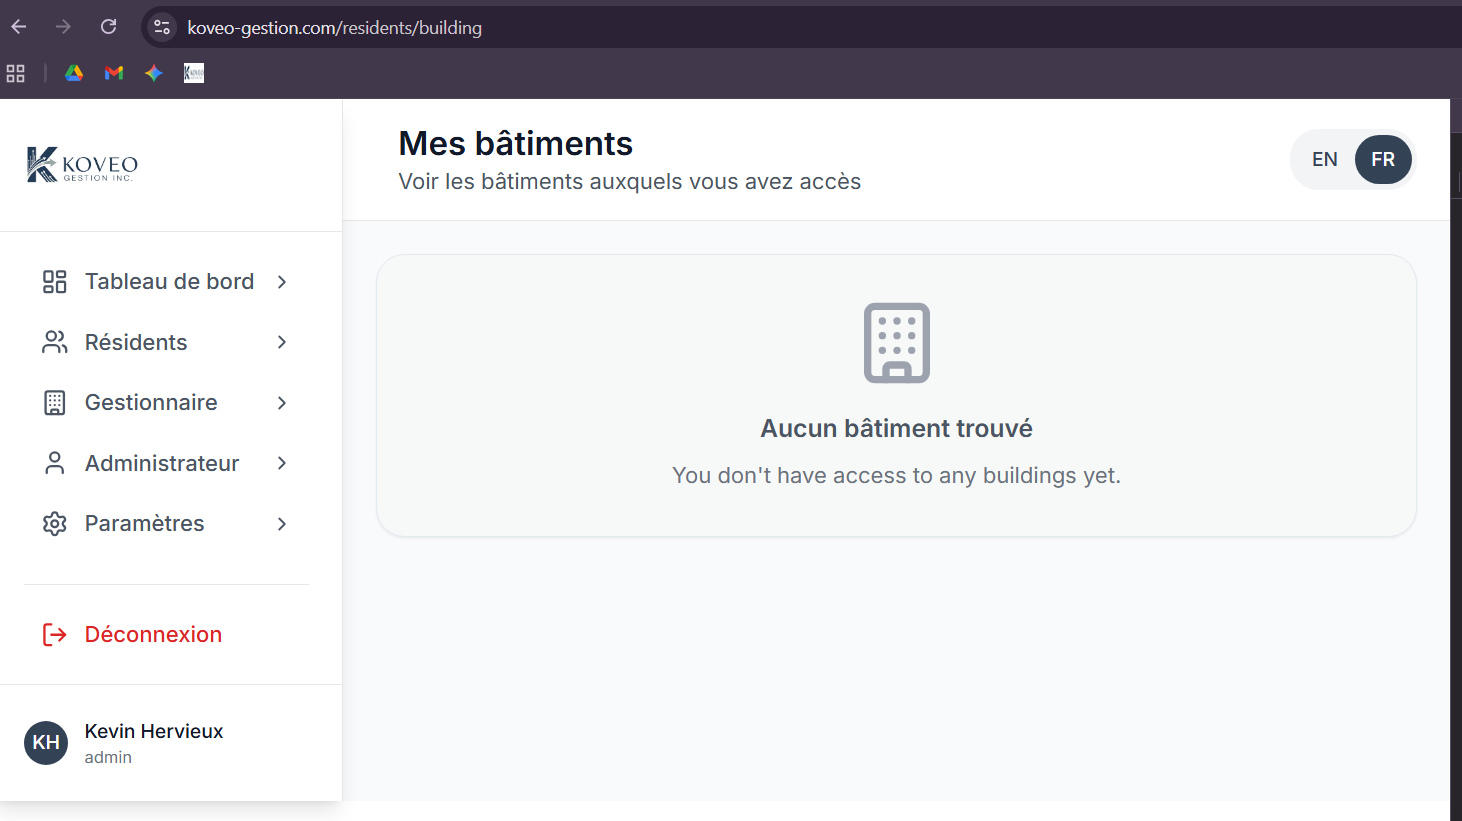 koveo-gestion.com/residents/building
KOVEO
GESTION INC.
Mes bâtiments
Voir les bâtiments auxquels vous avez accès
EN
FR
Tableau de bord
Résidents
Gestionnaire
Administrateur
Paramètres
Déconnexion
KH
Kevin Hervieux
admin
Aucun bâtiment trouvé
You don't have access to any buildings yet.